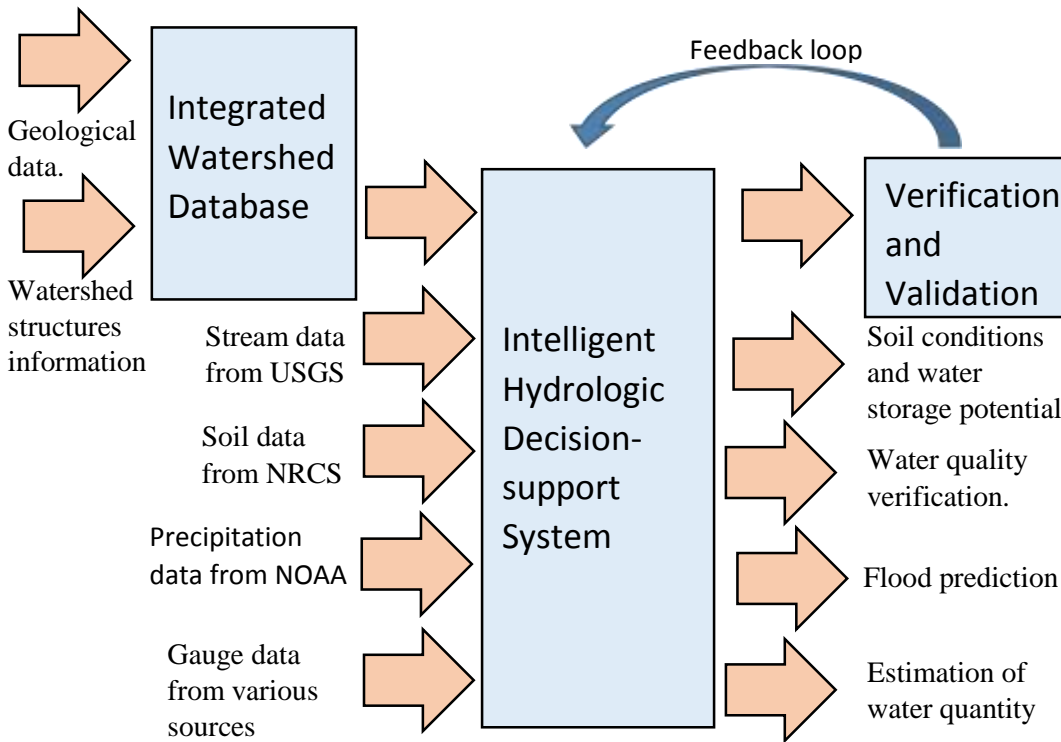 Feedback loop
Geological
data.
Watershed
structures
information
Integrated
Watershed
Database
Stream data
from USGS
Soil data
from NRCS
Precipitation
data from NOAA
Gauge data
from various
sources
Intelligent
Hydrologic
Decision-
support
System
Verification
and
Validation
Soil conditions
and water
storage potential
Water quality
verification.
Flood prediction
Estimation of
water quantity